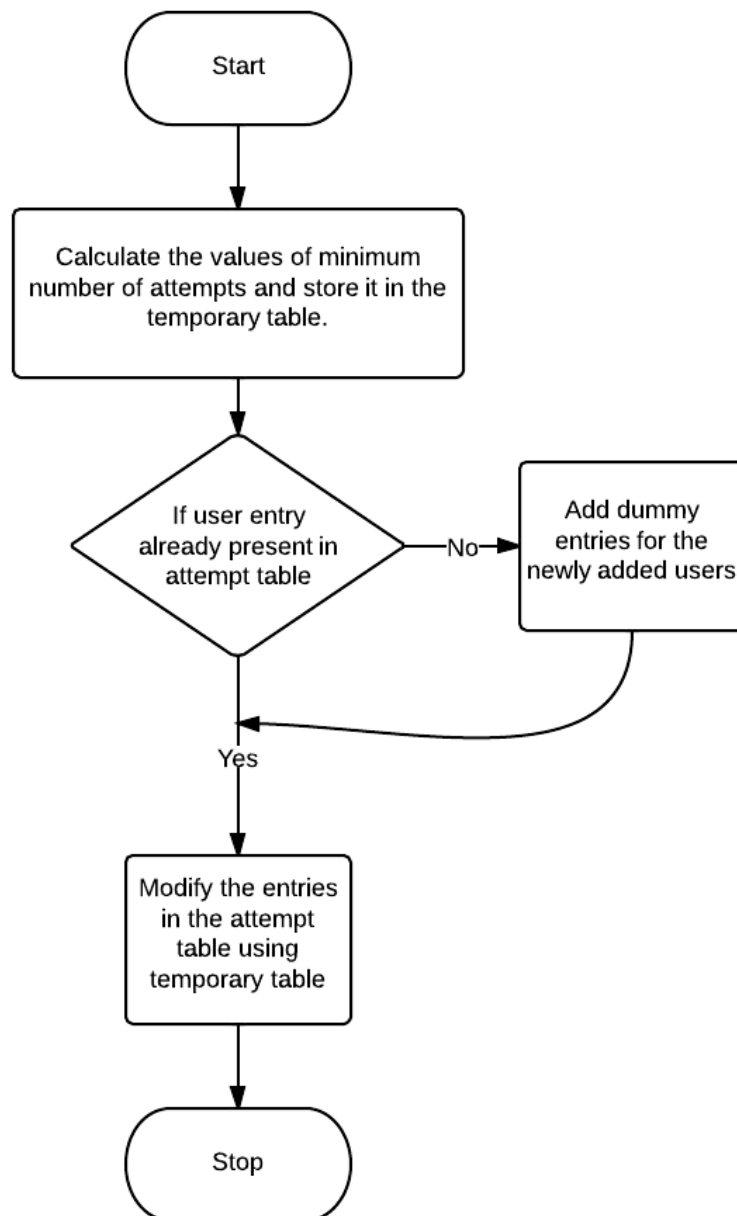 Start
Calculate the values of minimum
number of attempts and store it in the
temporary table.
If user entry
already present in
attempt table
No
Add dummy
entries for the
newly added users
Yes
Modify the entries
in the attempt
table using
temporary table
Stop